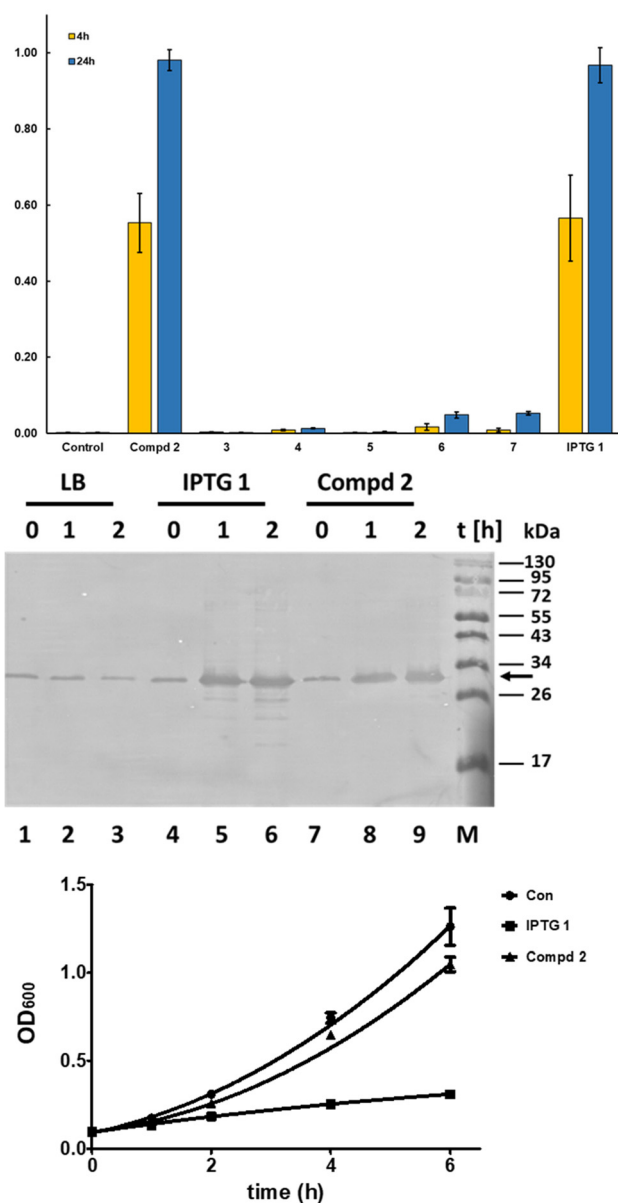 4h
24h
1.00
0.80
0.60
0.40
0.20
0.00
Control Compd 2 3 4 5 6 7 IPTG 1
LB IPTG 1 Compd 2
0 1 2 0 1 2 0 1 2 t [h] kDa
130
95
72
55
43
34
26
17
1 2 3 4 5 6 7 8 9 M
1.5
1.0
0.5
0.0
OD600
0 2 4 6
time (h)
Con
IPTG 1
Compd 2